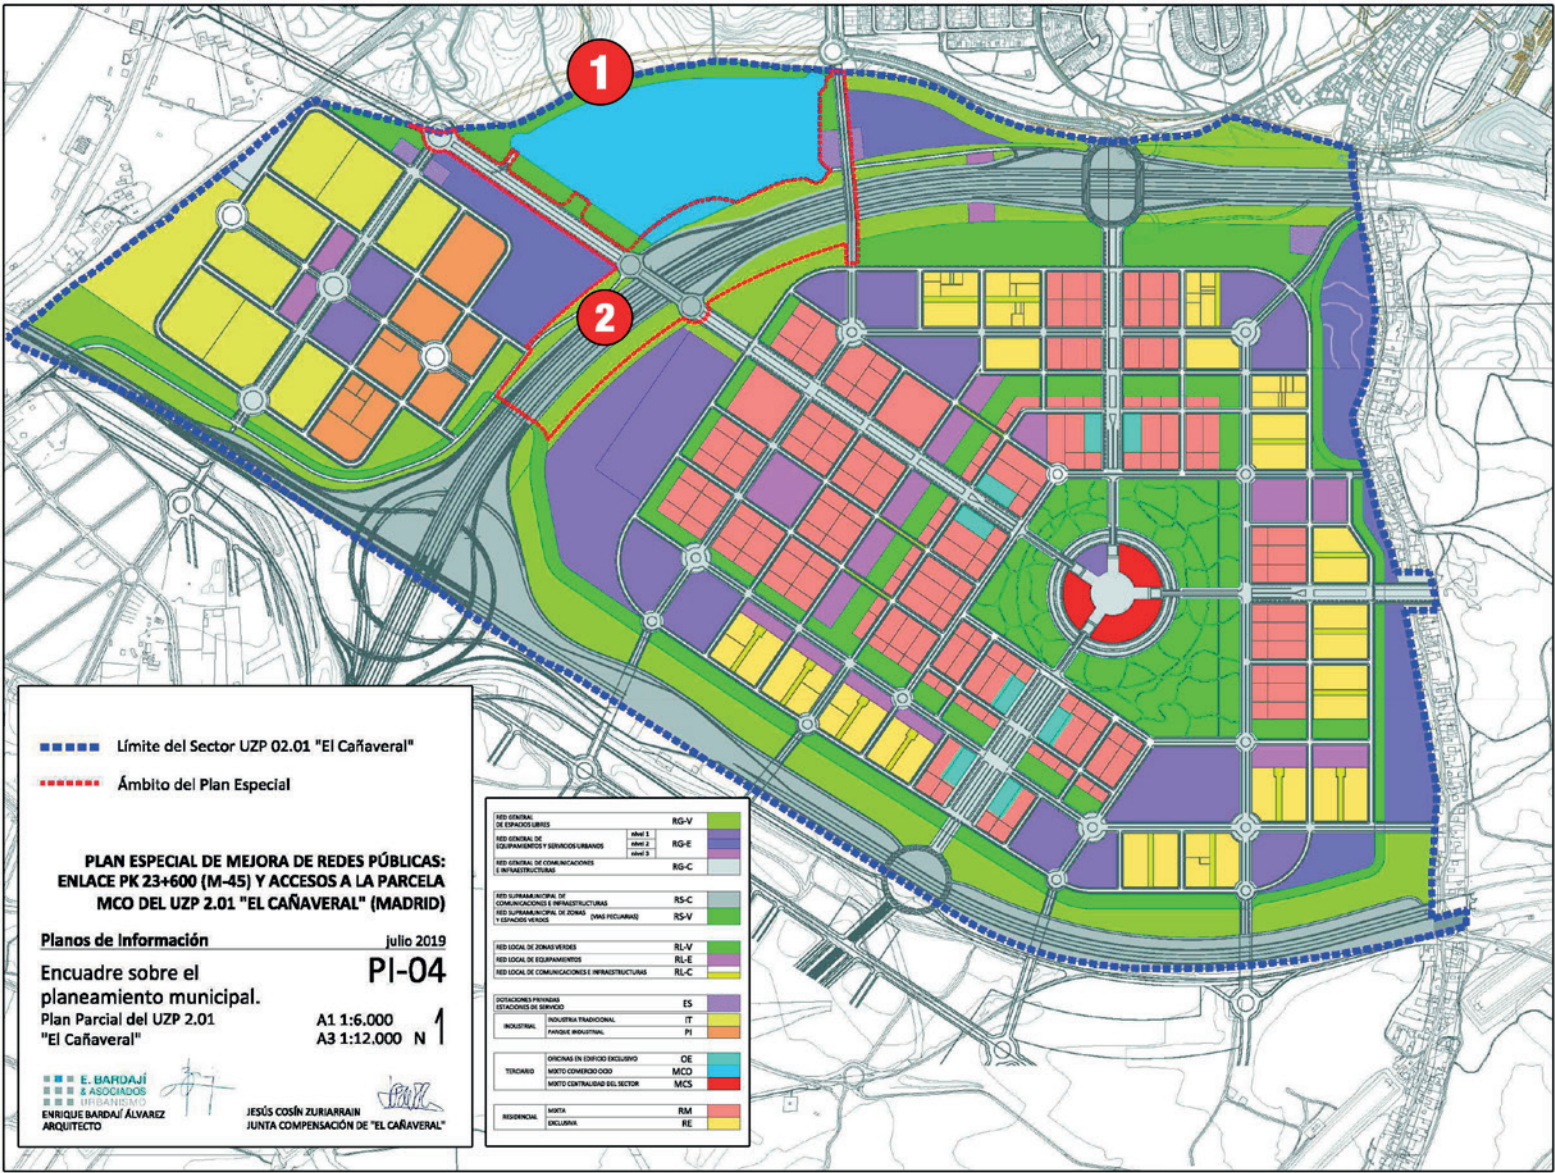 1
2
Límite del Sector UZP 02.01 "El Cañaveral"
Ámbito del Plan Especial
PLAN ESPECIAL DE MEJORA DE REDES PÚBLICAS:
ENLACE PK 23+600 (M-45) Y ACCESOS A LA PARCELA
MCO DEL UZP 2.01 "EL CAÑAVERAL" (MADRID)
Planos de Información julio 2019
Encuadre sobre el PI-04
planeamiento municipal.
Plan Parcial del UZP 2.01
"El Cañaveral"
A1 1:6.000
A3 1:12.000 N
E. BARDAJÍ
& ASOCIADOS
URBANISMO
ENRIQUE BARDAJÍ ÁLVAREZ
ARQUITECTO
JESÚS COSÍN ZURIARRAIN
JUNTA COMPENSACIÓN DE "EL CAÑAVERAL"
RED GENERAL
DE ESPACIOS LIBRES RG-V
RED GENERAL DE
EQUIPAMIENTOS Y SERVICIOS URBANOS
nivel 1
nivel 2
nivel 3
RG-E
RED GENERAL DE COMUNICACIONES
E INFRAESTRUCTURAS RG-C
RED SUPRAMUNICIPAL DE
COMUNICACIONES E INFRAESTRUCTURAS RS-C
RED SUPRAMUNICIPAL DE ZONAS
Y ESPACIOS VERDES (VIAS PECUARIAS) RS-V
RED LOCAL DE ZONAS VERDES RL-V
RED LOCAL DE EQUIPAMIENTOS RL-E
RED LOCAL DE COMUNICACIONES E INFRAESTRUCTURAS RL-C
DOTACIONES PRIVADAS
ESTACIONES DE SERVICIO ES
INDUSTRIAL
INDUSTRIA TRADICIONAL IT
PARQUE INDUSTRIAL PI
TERCIARIO
OFICINAS EN EDIFICIO EXCLUSIVO OE
MIXTO COMERCIO OCIO MCO
MIXTO CENTRALIDAD DEL SECTOR MCS
RESIDENCIAL
MIXTA RM
EXCLUSIVA RE